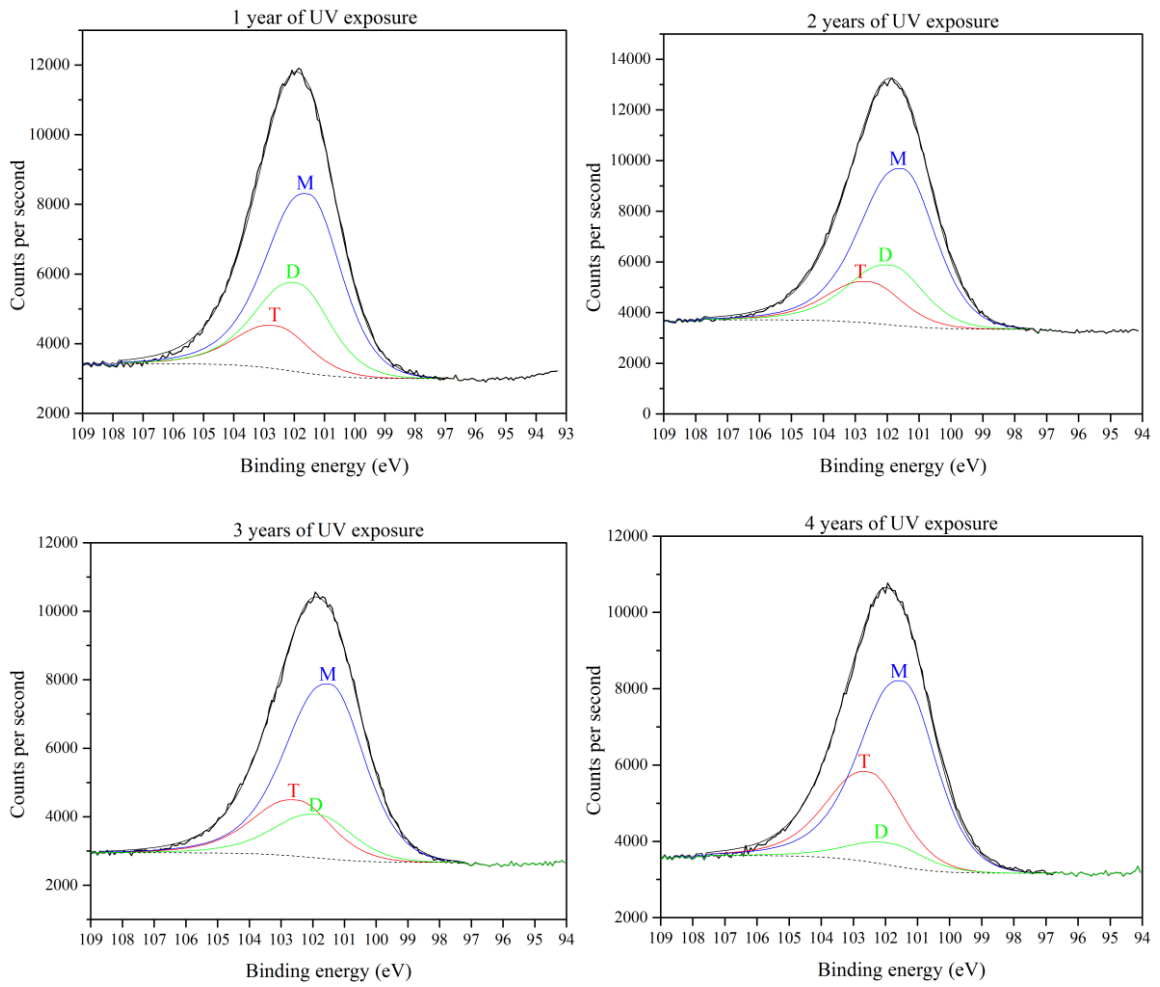 1 year of UV exposure
12000
10000
8000
6000
4000
2000
Counts per second
M
D
T
109 108 107 106 105 104 103 102 101 100 99 98 97 96 95 94 93
Binding energy (eV)
2 years of UV exposure
14000
12000
10000
8000
6000
4000
2000
0
Counts per second
M
D
T
109 108 107 106 105 104 103 102 101 100 99 98 97 96 95 94
Binding energy (eV)
3 years of UV exposure
12000
10000
8000
6000
4000
2000
Counts per second
M
T
D
109 108 107 106 105 104 103 102 101 100 99 98 97 96 95 94
Binding energy (eV)
4 years of UV exposure
12000
10000
8000
6000
4000
2000
Counts per second
M
T
D
109 108 107 106 105 104 103 102 101 100 99 98 97 96 95 94
Binding energy (eV)